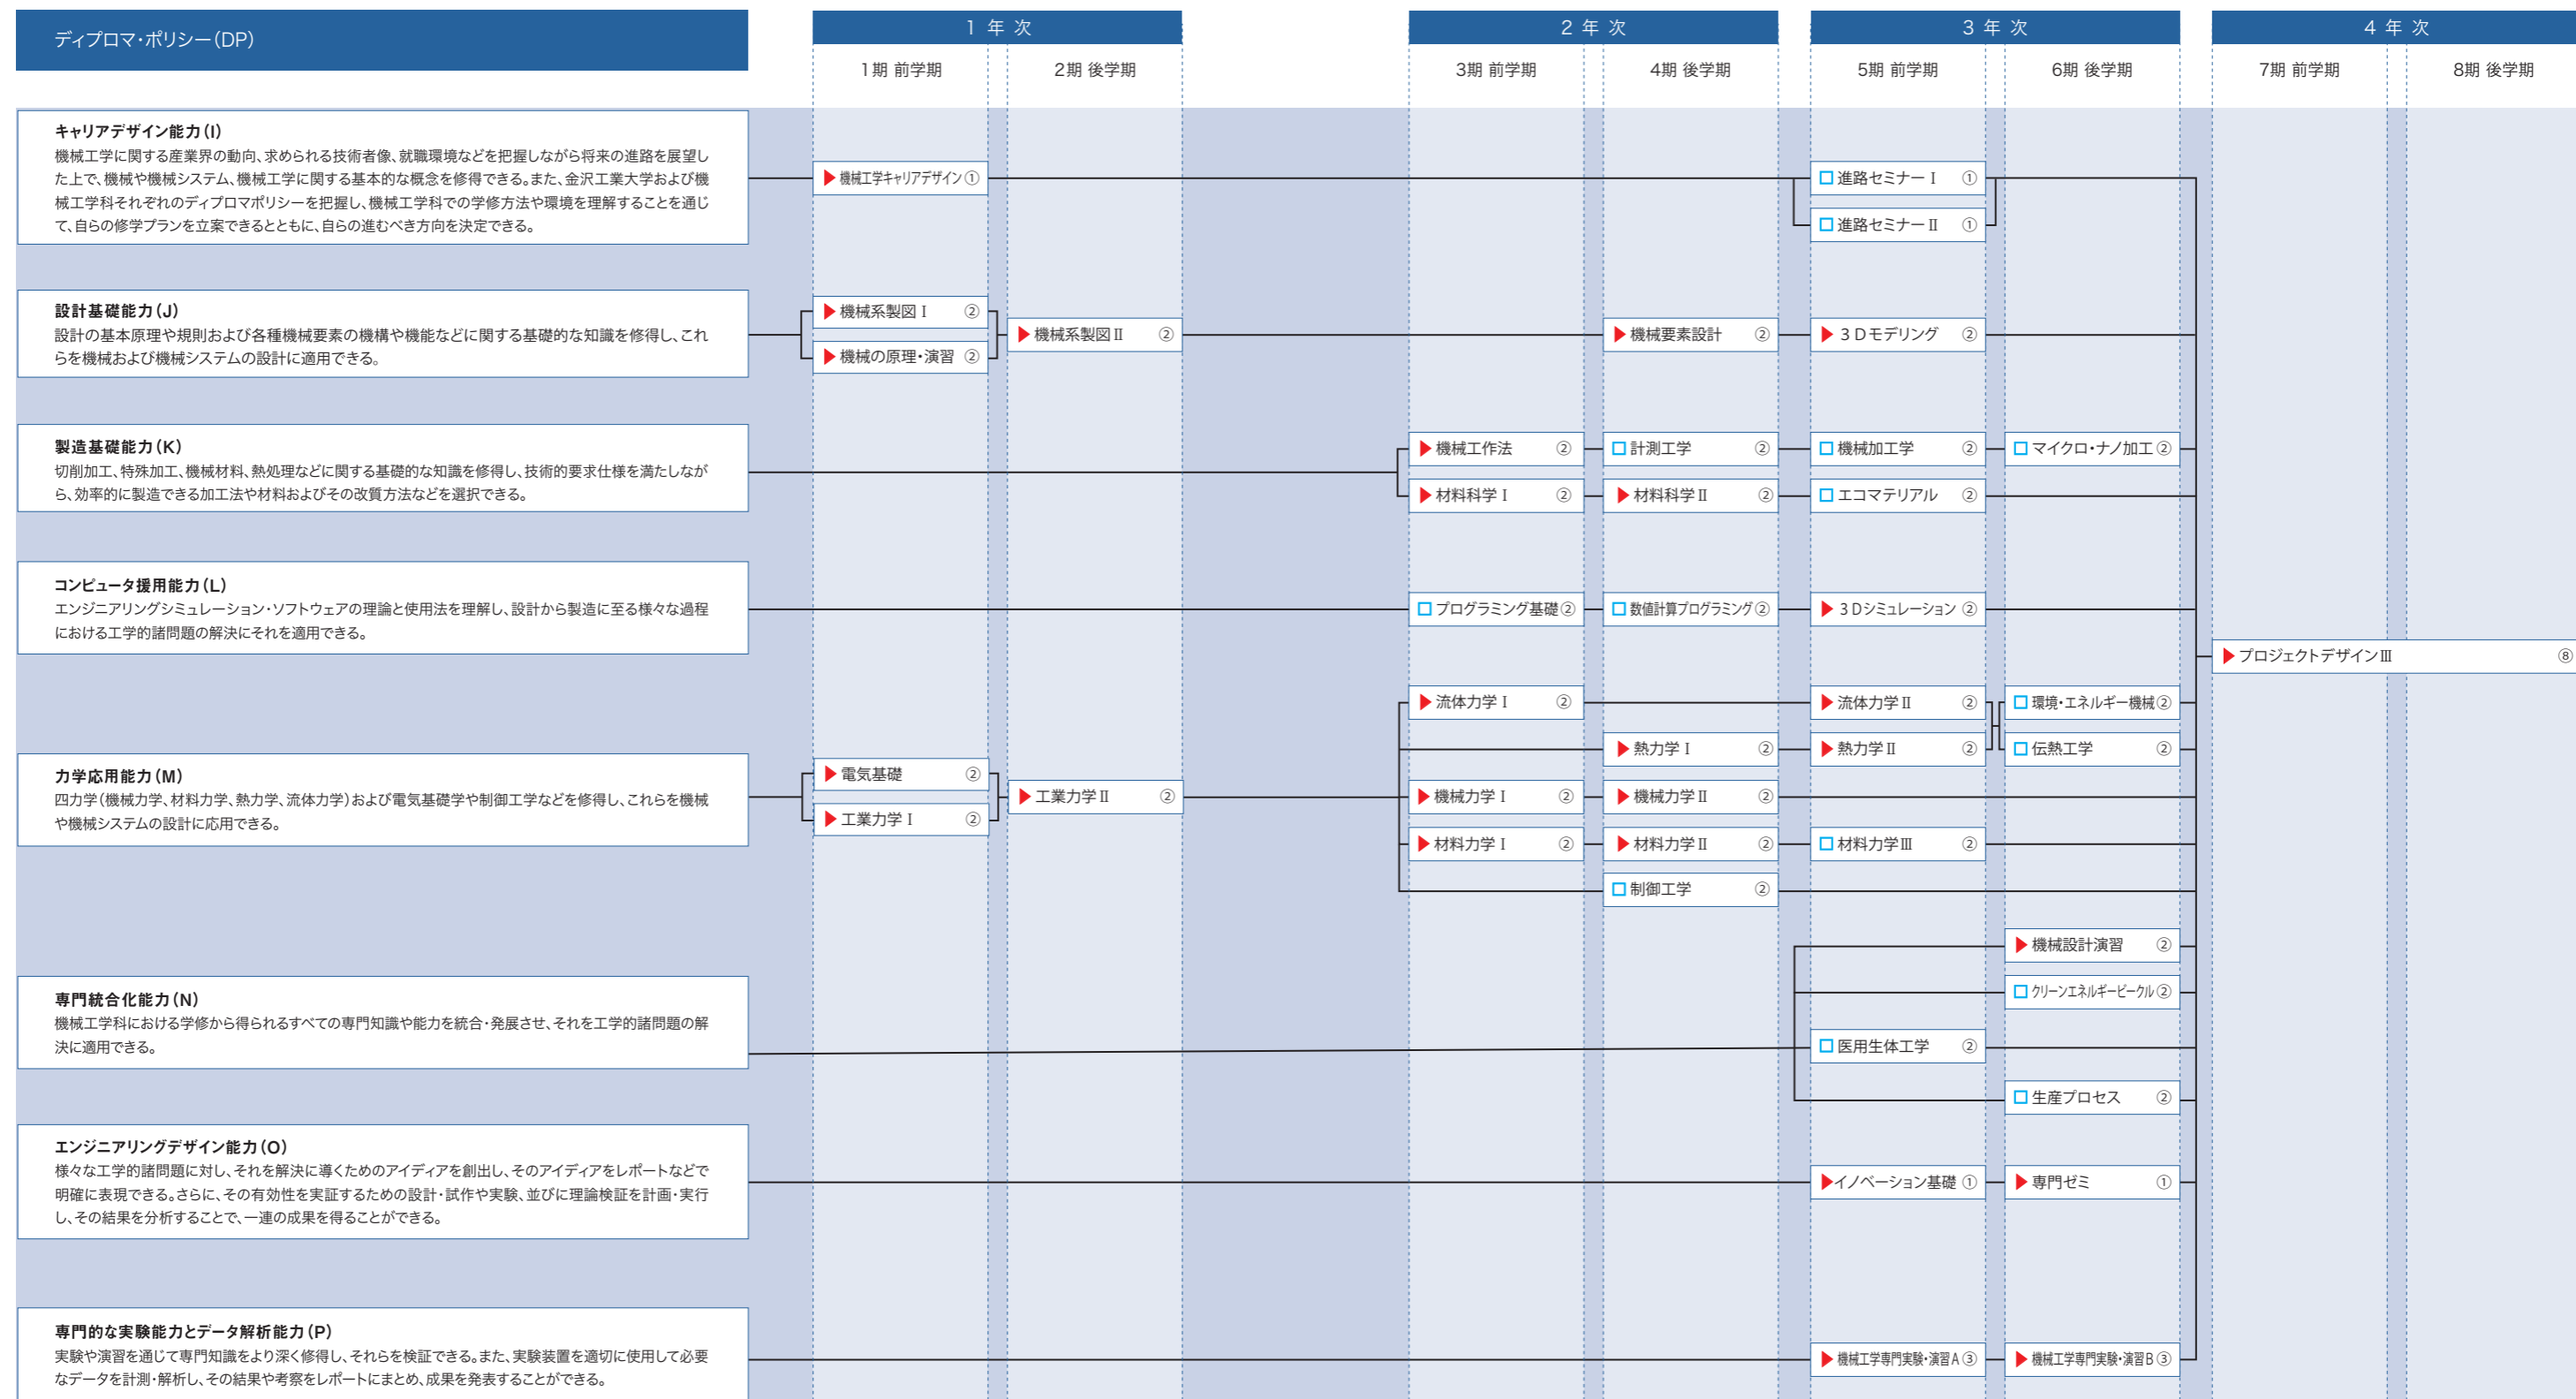 ディプロマ・ポリシー(DP)
1 年 次
2 年 次
3 年 次
4 年 次
1期 前学期
2期 後学期
3期 前学期
4期 後学期
5期 前学期
6期 後学期
7期 前学期
8期 後学期
キャリアデザイン能力(I)
機械工学に関する産業界の動向、求められる技術者像、就職環境などを把握しながら将来の進路を展望し
た上で、機械や機械システム、機械工学に関する基本的な概念を修得できる。また、金沢工業大学および機
械工学科それぞれのディプロマポリシーを把握し、機械工学科での学修方法や環境を理解することを通じ
て、自らの修学プランを立案できるとともに、自らの進むべき方向を決定できる。
▶機械工学キャリアデザイン①
□進路セミナーⅠ ①
□進路セミナーⅡ ①
設計基礎能力(J)
設計の基本原理や規則および各種機械要素の機構や機能などに関する基礎的な知識を修得し、これ
らを機械および機械システムの設計に適用できる。
▶機械系製図Ⅰ ②
▶機械の原理・演習 ②
▶機械系製図Ⅱ ②
▶機械要素設計 ②
▶3Dモデリング ②
製造基礎能力(K)
切削加工、特殊加工、機械材料、熱処理などに関する基礎的な知識を修得し、技術的要求仕様を満たしなが
ら、効率的に製造できる加工法や材料およびその改質方法などを選択できる。
▶機械工作法 ②
□計測工学 ②
□機械加工学 ②
□マイクロ・ナノ加工②
▶材料科学Ⅰ ②
▶材料科学Ⅱ ②
□エコマテリアル ②
コンピュータ援用能力(L)
エンジニアリングシミュレーション・ソフトウェアの理論と使用法を理解し、設計から製造に至る様々な過程
における工学的諸問題の解決にそれを適用できる。
□プログラミング基礎②
□数値計算プログラミング②
▶3Dシミュレーション ②
▶プロジェクトデザインⅢ ⑧
力学応用能力(M)
四力学(機械力学、材料力学、熱力学、流体力学)および電気基礎学や制御工学などを修得し、これらを機械
や機械システムの設計に応用できる。
▶電気基礎 ②
▶工業力学Ⅰ ②
▶工業力学Ⅱ ②
▶流体力学Ⅰ ②
▶流体力学Ⅱ ②
□環境・エネルギー機械②
▶熱力学Ⅰ ②
▶熱力学Ⅱ ②
□伝熱工学 ②
▶機械力学Ⅰ ②
▶機械力学Ⅱ ②
▶材料力学Ⅰ ②
▶材料力学Ⅱ ②
□材料力学Ⅲ ②
□制御工学 ②
専門統合化能力(N)
機械工学科における学修から得られるすべての専門知識や能力を統合・発展させ、それを工学的諸問題の解
決に適用できる。
▶機械設計演習 ②
□クリーンエネルギービークル②
□医用生体工学 ②
□生産プロセス ②
エンジニアリングデザイン能力(O)
様々な工学的諸問題に対し、それを解決に導くためのアイディアを創出し、そのアイディアをレポートなどで
明確に表現できる。さらに、その有効性を実証するための設計・試作や実験、並びに理論検証を計画・実行
し、その結果を分析することで、一連の成果を得ることができる。
▶イノベーション基礎 ①
▶専門ゼミ ①
専門的な実験能力とデータ解析能力(P)
実験や演習を通じて専門知識をより深く修得し、それらを検証できる。また、実験装置を適切に使用して必要
なデータを計測・解析し、その結果や考察をレポートにまとめ、成果を発表することができる。
▶機械工学専門実験・演習A③
▶機械工学専門実験・演習B③